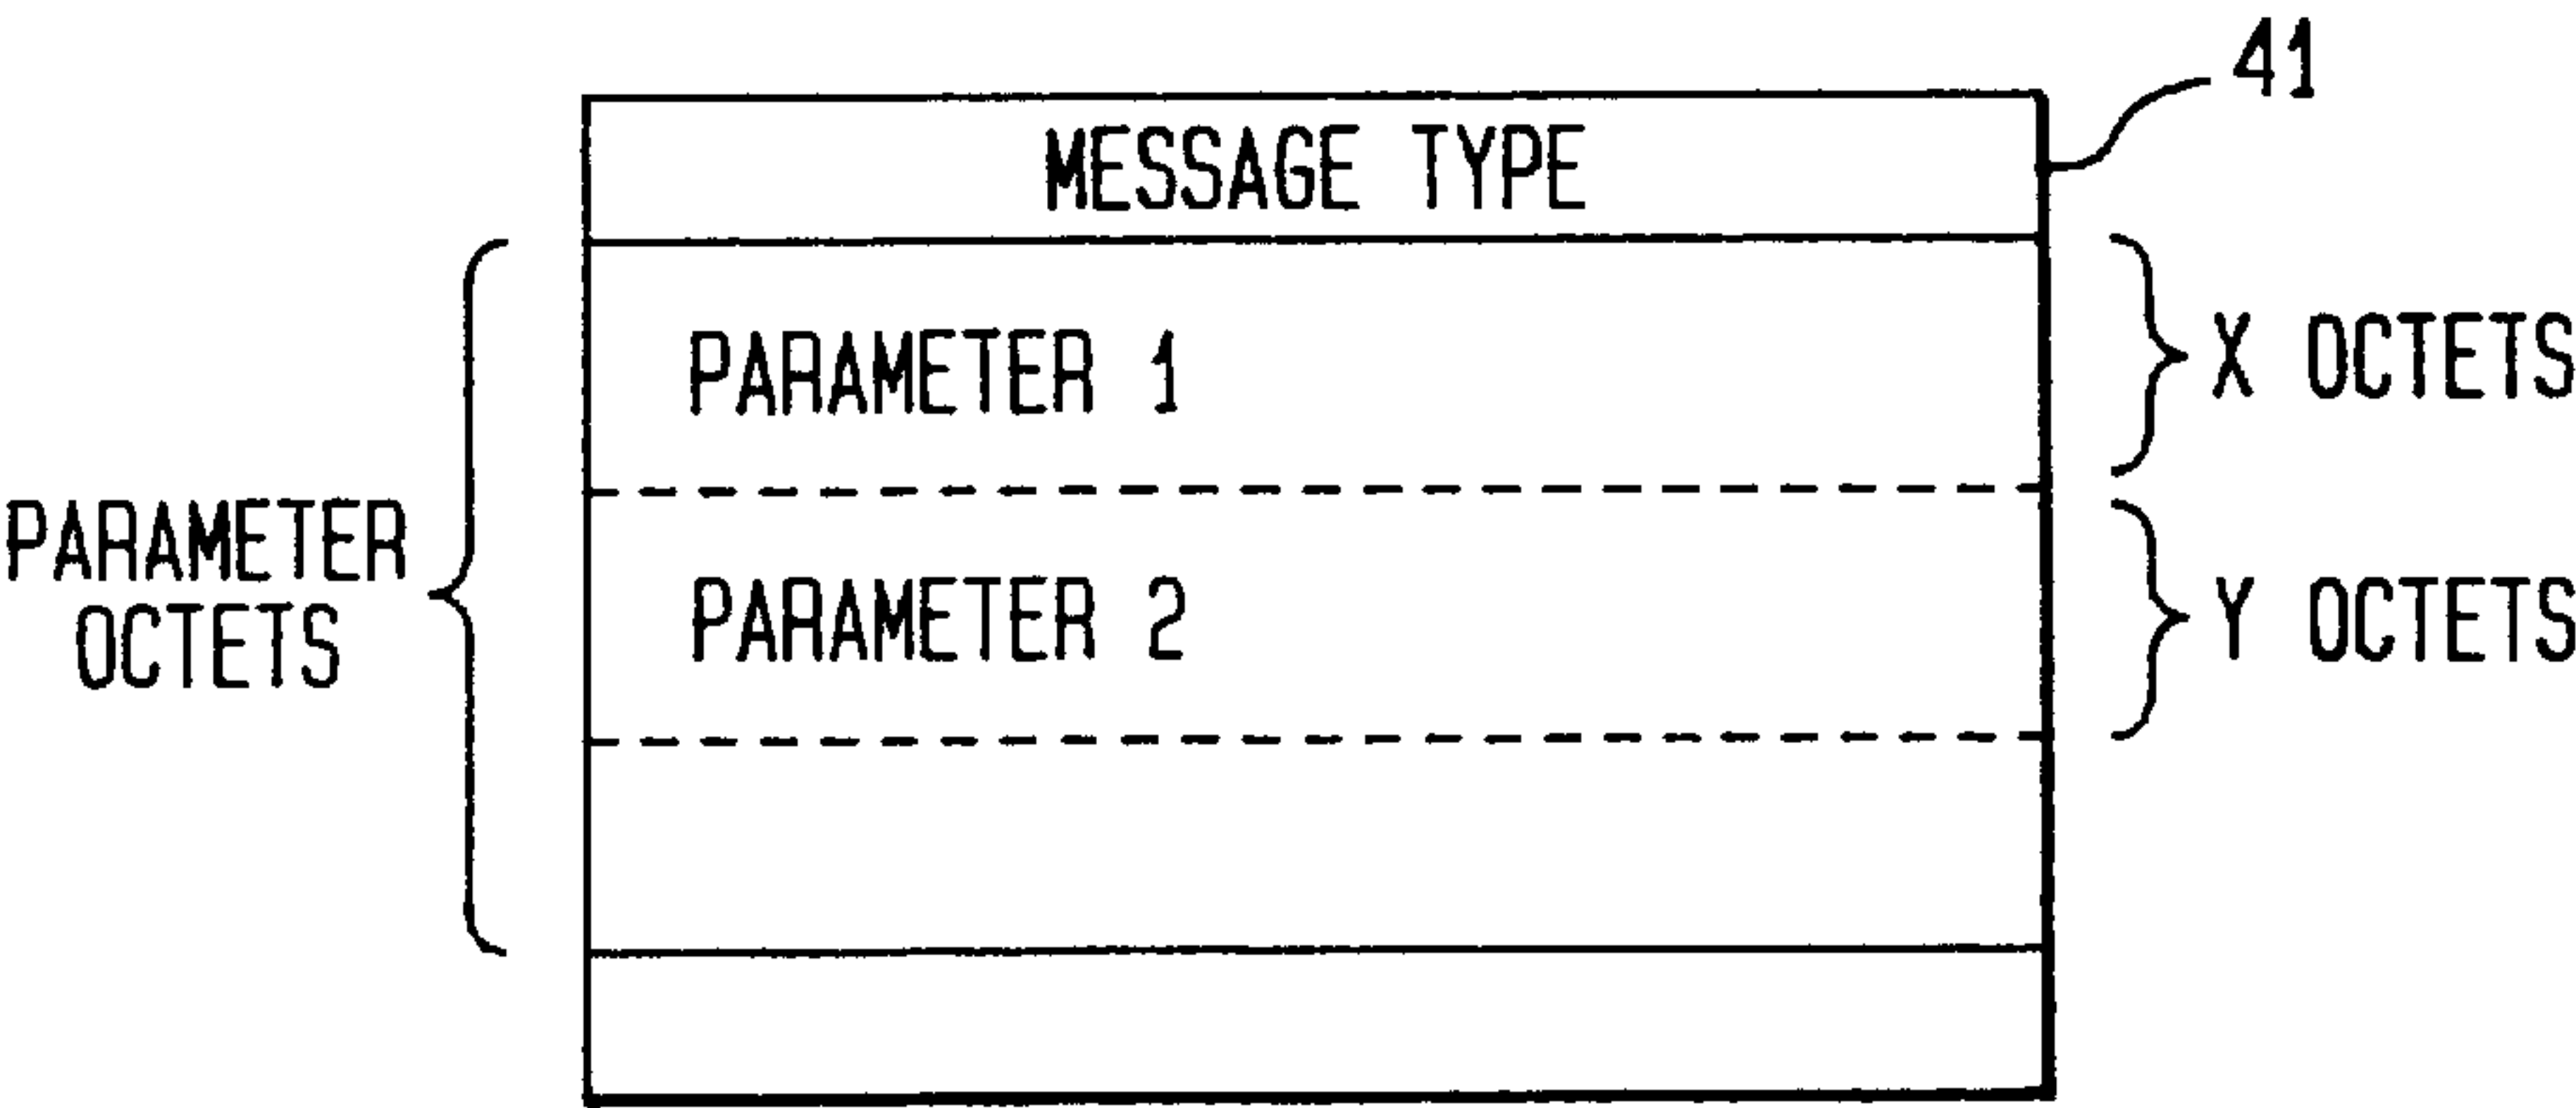 41
MESSAGE TYPE
PARAMETER 1
X OCTETS
PARAMETER
OCTETS
PARAMETER 2
Y OCTETS